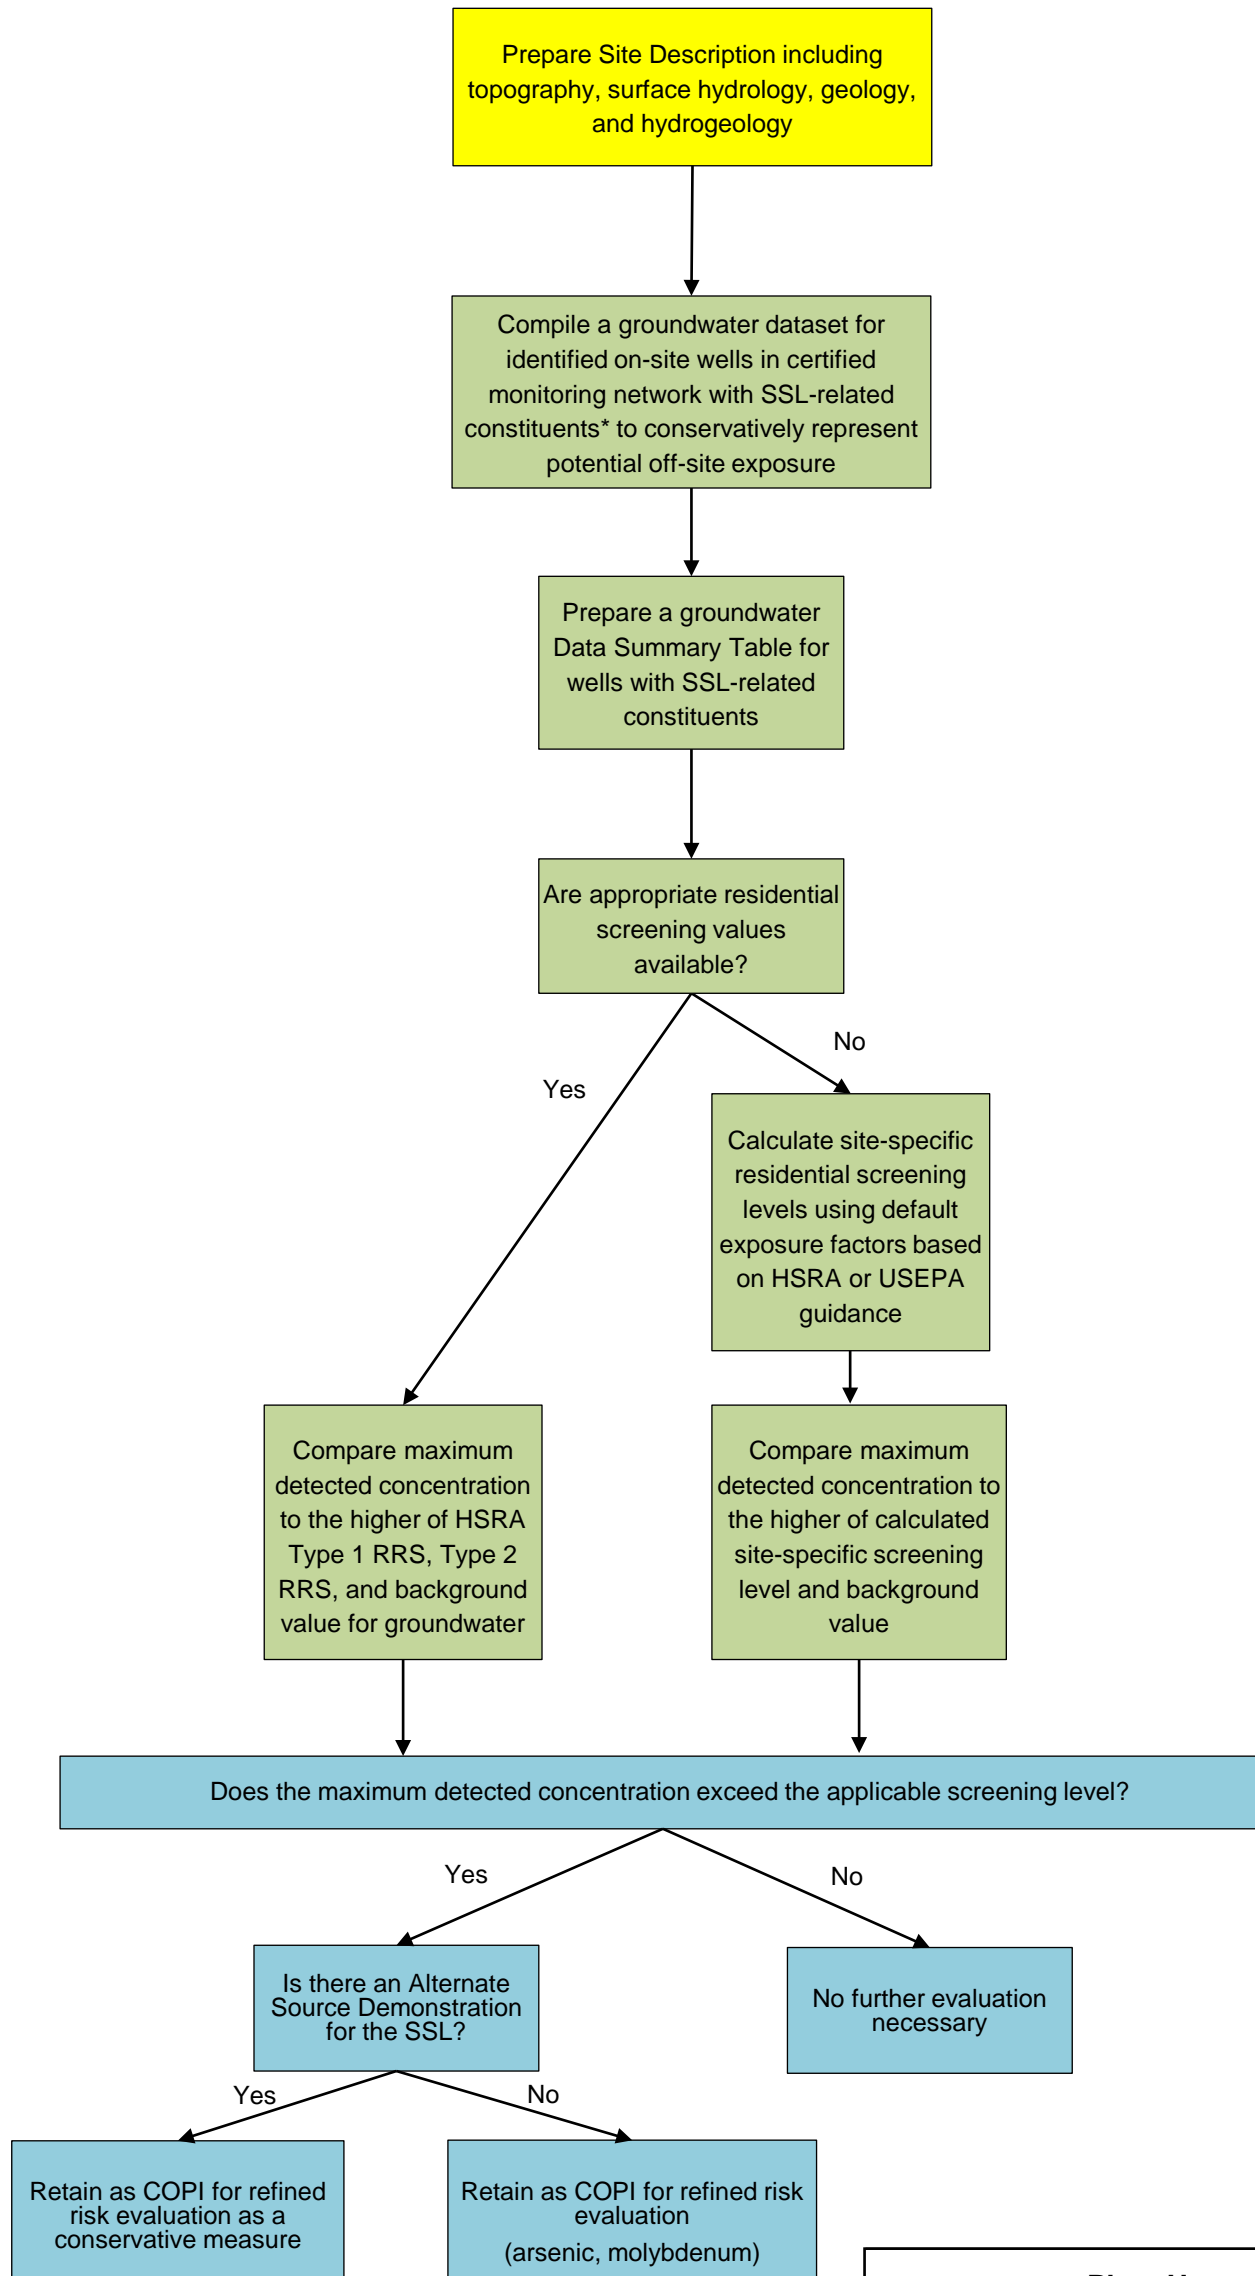 Prepare Site Description including
topography, surface hydrology, geology,
and hydrogeology
Compile a groundwater dataset for
identified on-site wells in certified
monitoring network with SSL-related
constituents* to conservatively represent
potential off-site exposure
Prepare a groundwater
Data Summary Table for
wells with SSL-related
constituents
Are appropriate residential
screening values
available?
No
Yes
Calculate site-specific
residential screening
levels using default
exposure factors based
on HSRA or USEPA
guidance
Compare maximum
detected concentration
to the higher of HSRA
Type 1 RRS, Type 2
RRS, and background
value for groundwater
Compare maximum
detected concentration to
the higher of calculated
site-specific screening
level and background
value
Does the maximum detected concentration exceed the applicable screening level?
Yes
No
Is there an Alternate
Source Demonstration
for the SSL?
No further evaluation
necessary
Yes
No
Retain as COPI for refined
risk evaluation as a
conservative measure
Retain as COPI for refined risk
evaluation
(arsenic, molybdenum)